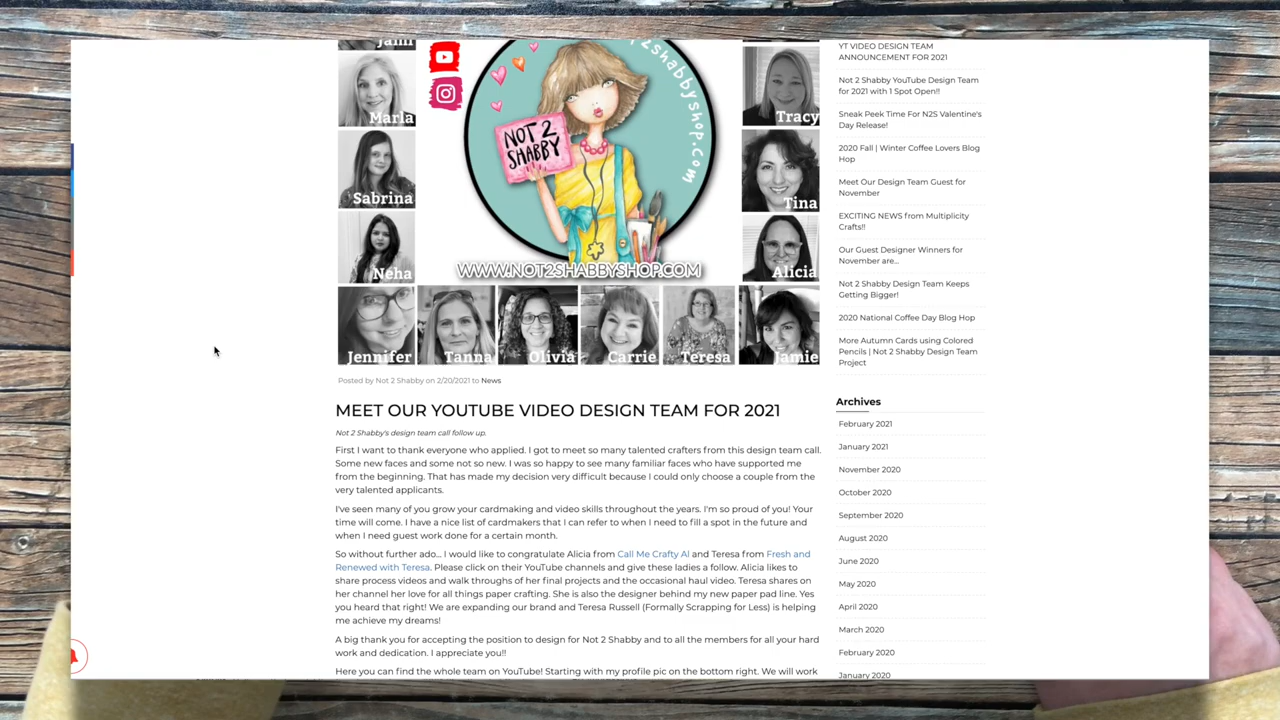 Jami
Marla
Sabrina
Neha
Jennifer
Tanna
Olivia
Carrie
Teresa
Jamie
Tracy
Tina
Alicia
2shabbyshop.com
NOT 2
SHABBY
WWW.NOT2SHABBYSHOP.COM
Posted by Not 2 Shabby on 2/20/2021 to News
MEET OUR YOUTUBE VIDEO DESIGN TEAM FOR 2021
Not 2 Shabby's design team call follow up.
First I want to thank everyone who applied. I got to meet so many talented crafters from this design team call.
Some new faces and some not so new. I was so happy to see many familiar faces who have supported me
from the beginning. That has made my decision very difficult because I could only choose a couple from the
very talented applicants.
I've seen many of you grow your cardmaking and video skills throughout the years. I'm so proud of you! Your
time will come. I have a nice list of cardmakers that I can refer to when I need to fill a spot in the future and
when I need guest work done for a certain month.
So without further ado... I would like to congratulate Alicia from Call Me Crafty Al and Teresa from Fresh and
Renewed with Teresa. Please click on their YouTube channels and give these ladies a follow. Alicia likes to
share process videos and walk throughs of her final projects and the occasional haul video. Teresa shares on
her channel her love for all things paper crafting. She is also the designer behind my new paper pad line. Yes
you heard that right! We are expanding our brand and Teresa Russell (Formally Scrapping for Less) is helping
me achieve my dreams!
A big thank you for accepting the position to design for Not 2 Shabby and to all the members for all your hard
work and dedication. I appreciate you!!
Here you can find the whole team on YouTube! Starting with my profile pic on the bottom right. We will work
YT VIDEO DESIGN TEAM
ANNOUNCEMENT FOR 2021
Not 2 Shabby YouTube Design Team
for 2021 with 1 Spot Open!!
Sneak Peek Time For N2S Valentine's
Day Release!
2020 Fall | Winter Coffee Lovers Blog
Hop
Meet Our Design Team Guest for
November
EXCITING NEWS from Multiplicity
Crafts!!
Our Guest Designer Winners for
November are...
Not 2 Shabby Design Team Keeps
Getting Bigger!
2020 National Coffee Day Blog Hop
More Autumn Cards using Colored
Pencils | Not 2 Shabby Design Team
Project
Archives
February 2021
January 2021
November 2020
October 2020
September 2020
August 2020
June 2020
May 2020
April 2020
March 2020
February 2020
January 2020